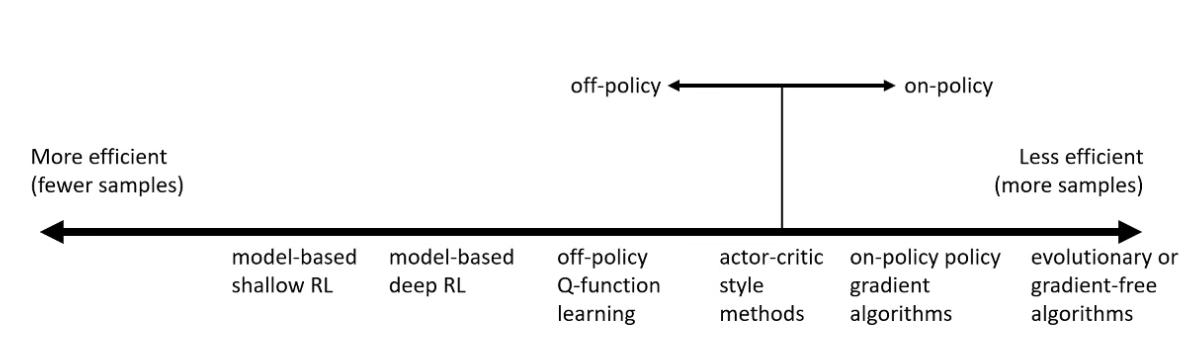 off-policy
on-policy
More efficient
(fewer samples)
Less efficient
(more samples)
model-based
shallow RL
model-based
deep RL
off-policy
Q-function
learning
actor-critic
style
methods
on-policy policy
gradient
algorithms
evolutionary or
gradient-free
algorithms